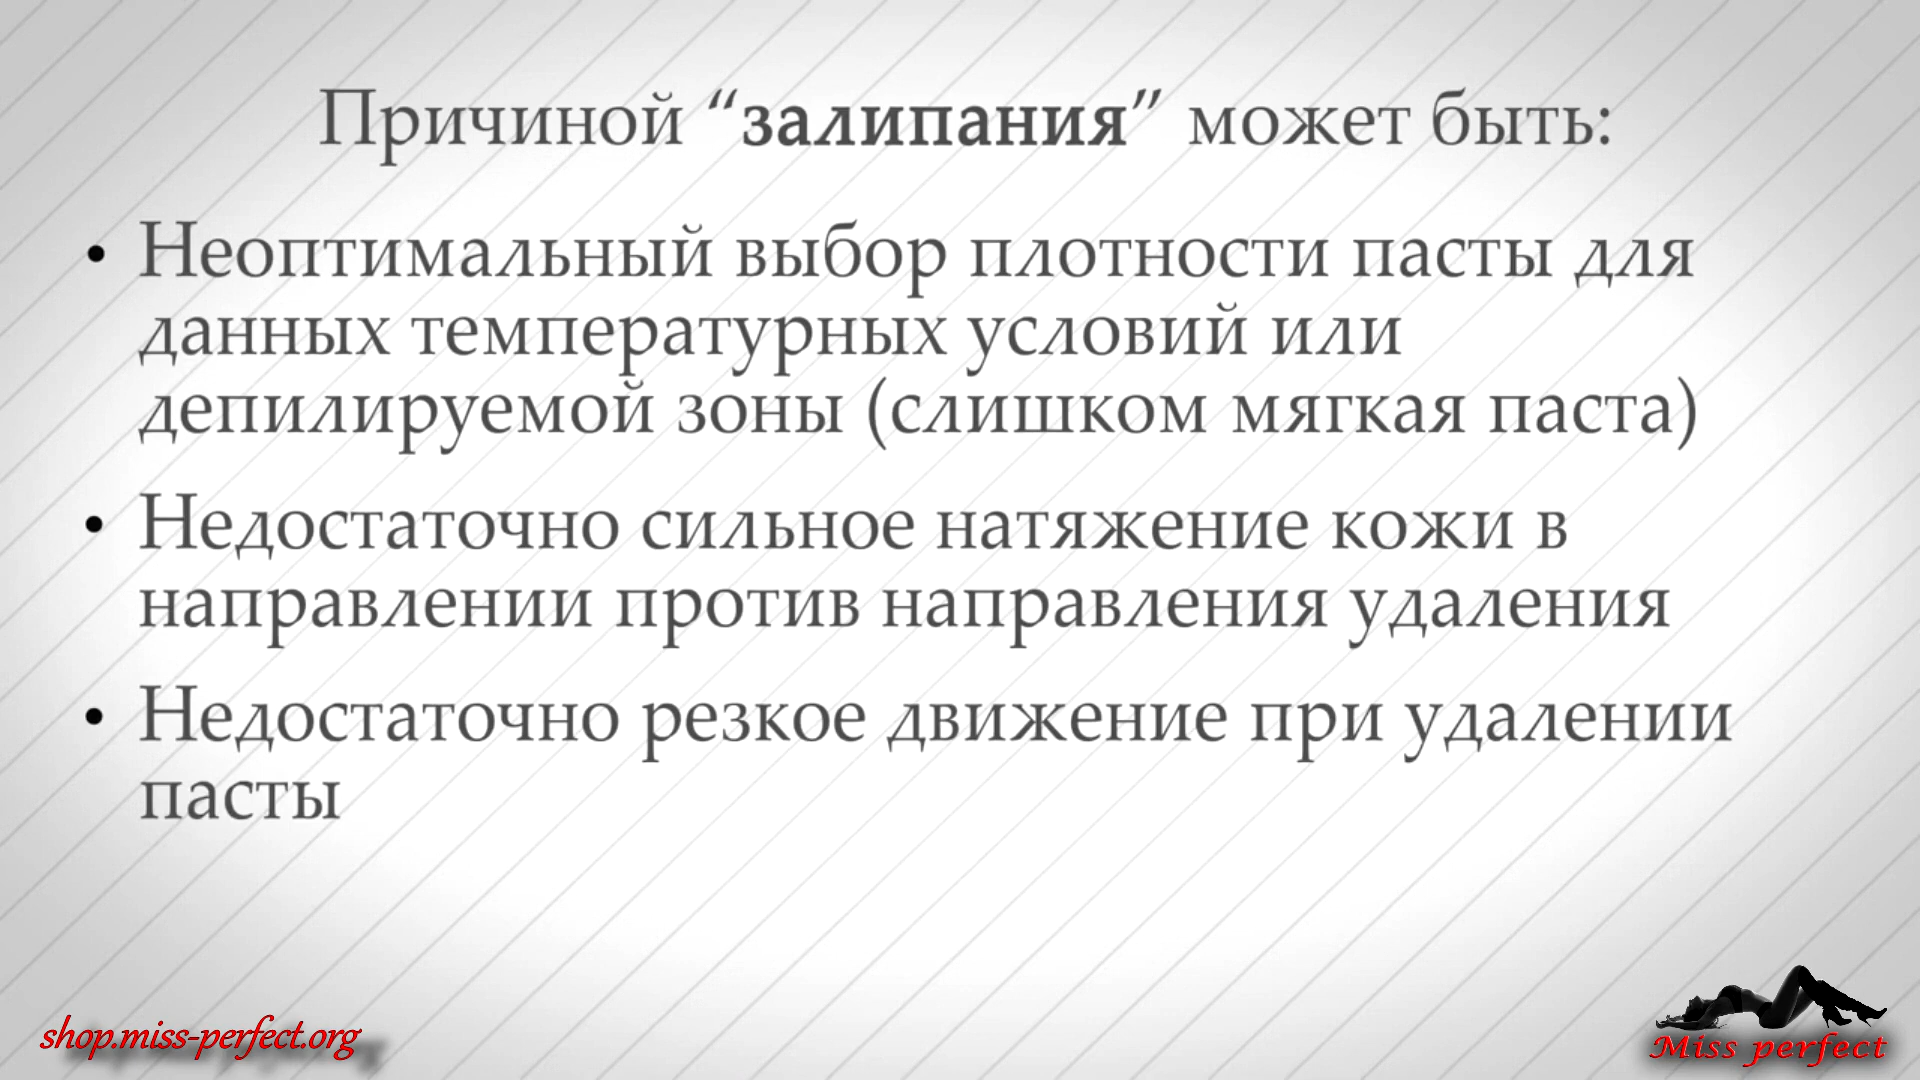 Причиной “залипания” может быть:
• Неоптимальный выбор плотности пасты для
данных температурных условий или
депилируемой зоны (слишком мягкая паста)
• Недостаточно сильное натяжение кожи в
направлении против направления удаления
• Недостаточно резкое движение при удалении
пасты
shop.miss-perfect.org
Miss perfect